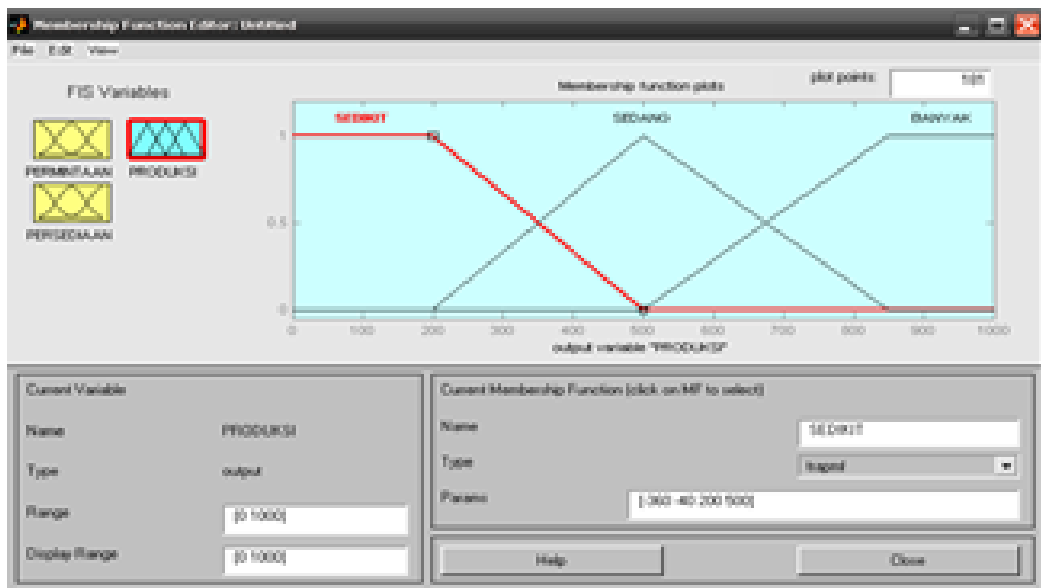 Membership Function Editor: Untitled
File Edit View
FIS Variables
PERMINTAAN
PRODUKSI
PERSEDIAAN
Membership function plots
plot points:
181
SEDIKIT
SEDANG
BANYAK
1
0.5
0
0 100 200 300 400 500 600 700 800 900 1000
output variable "PRODUKSI"
Current Variable
Name PRODUKSI
Type output
Range [0 1000]
Display Range [0 1000]
Current Membership Function (click on MF to select)
Name SEDIKIT
Type trapmf
Params [-360 -40 200 500]
Help
Close